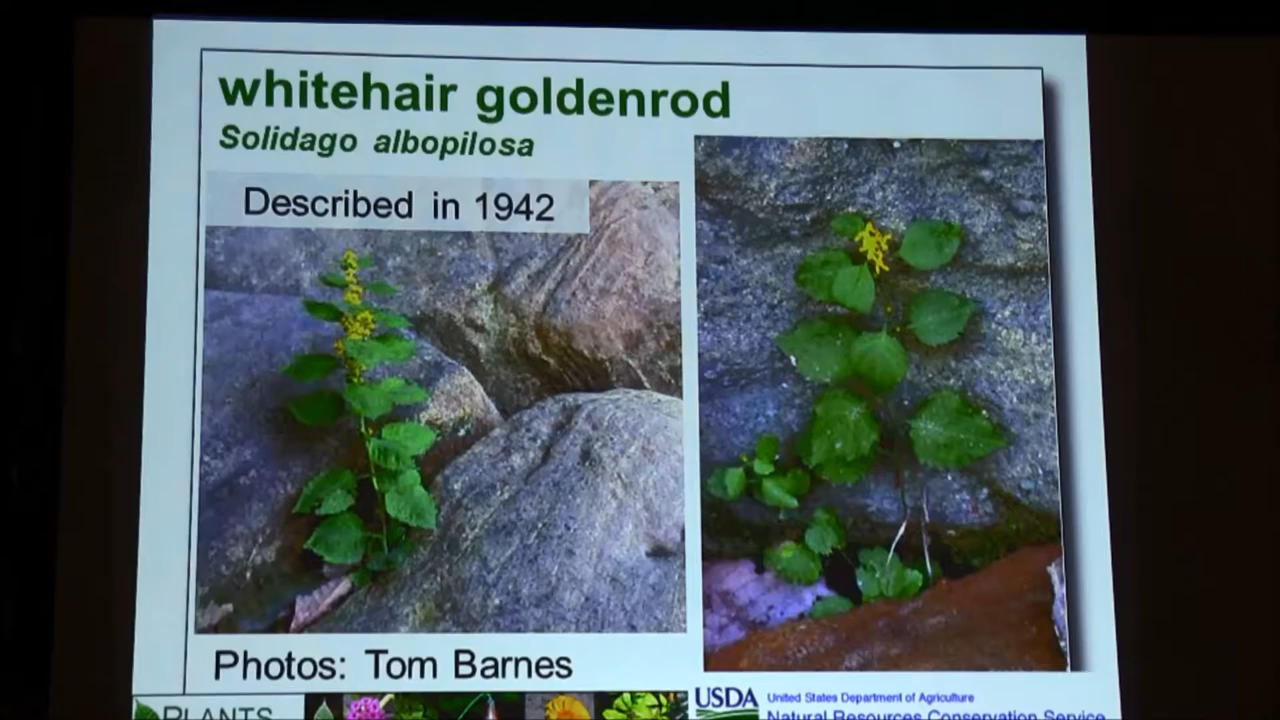 whitehair goldenrod
Solidago albopilosa
Described in 1942
Photos: Tom Barnes
PLANTS
USDA
United States Department of Agriculture
Natural Resources Conservation Service